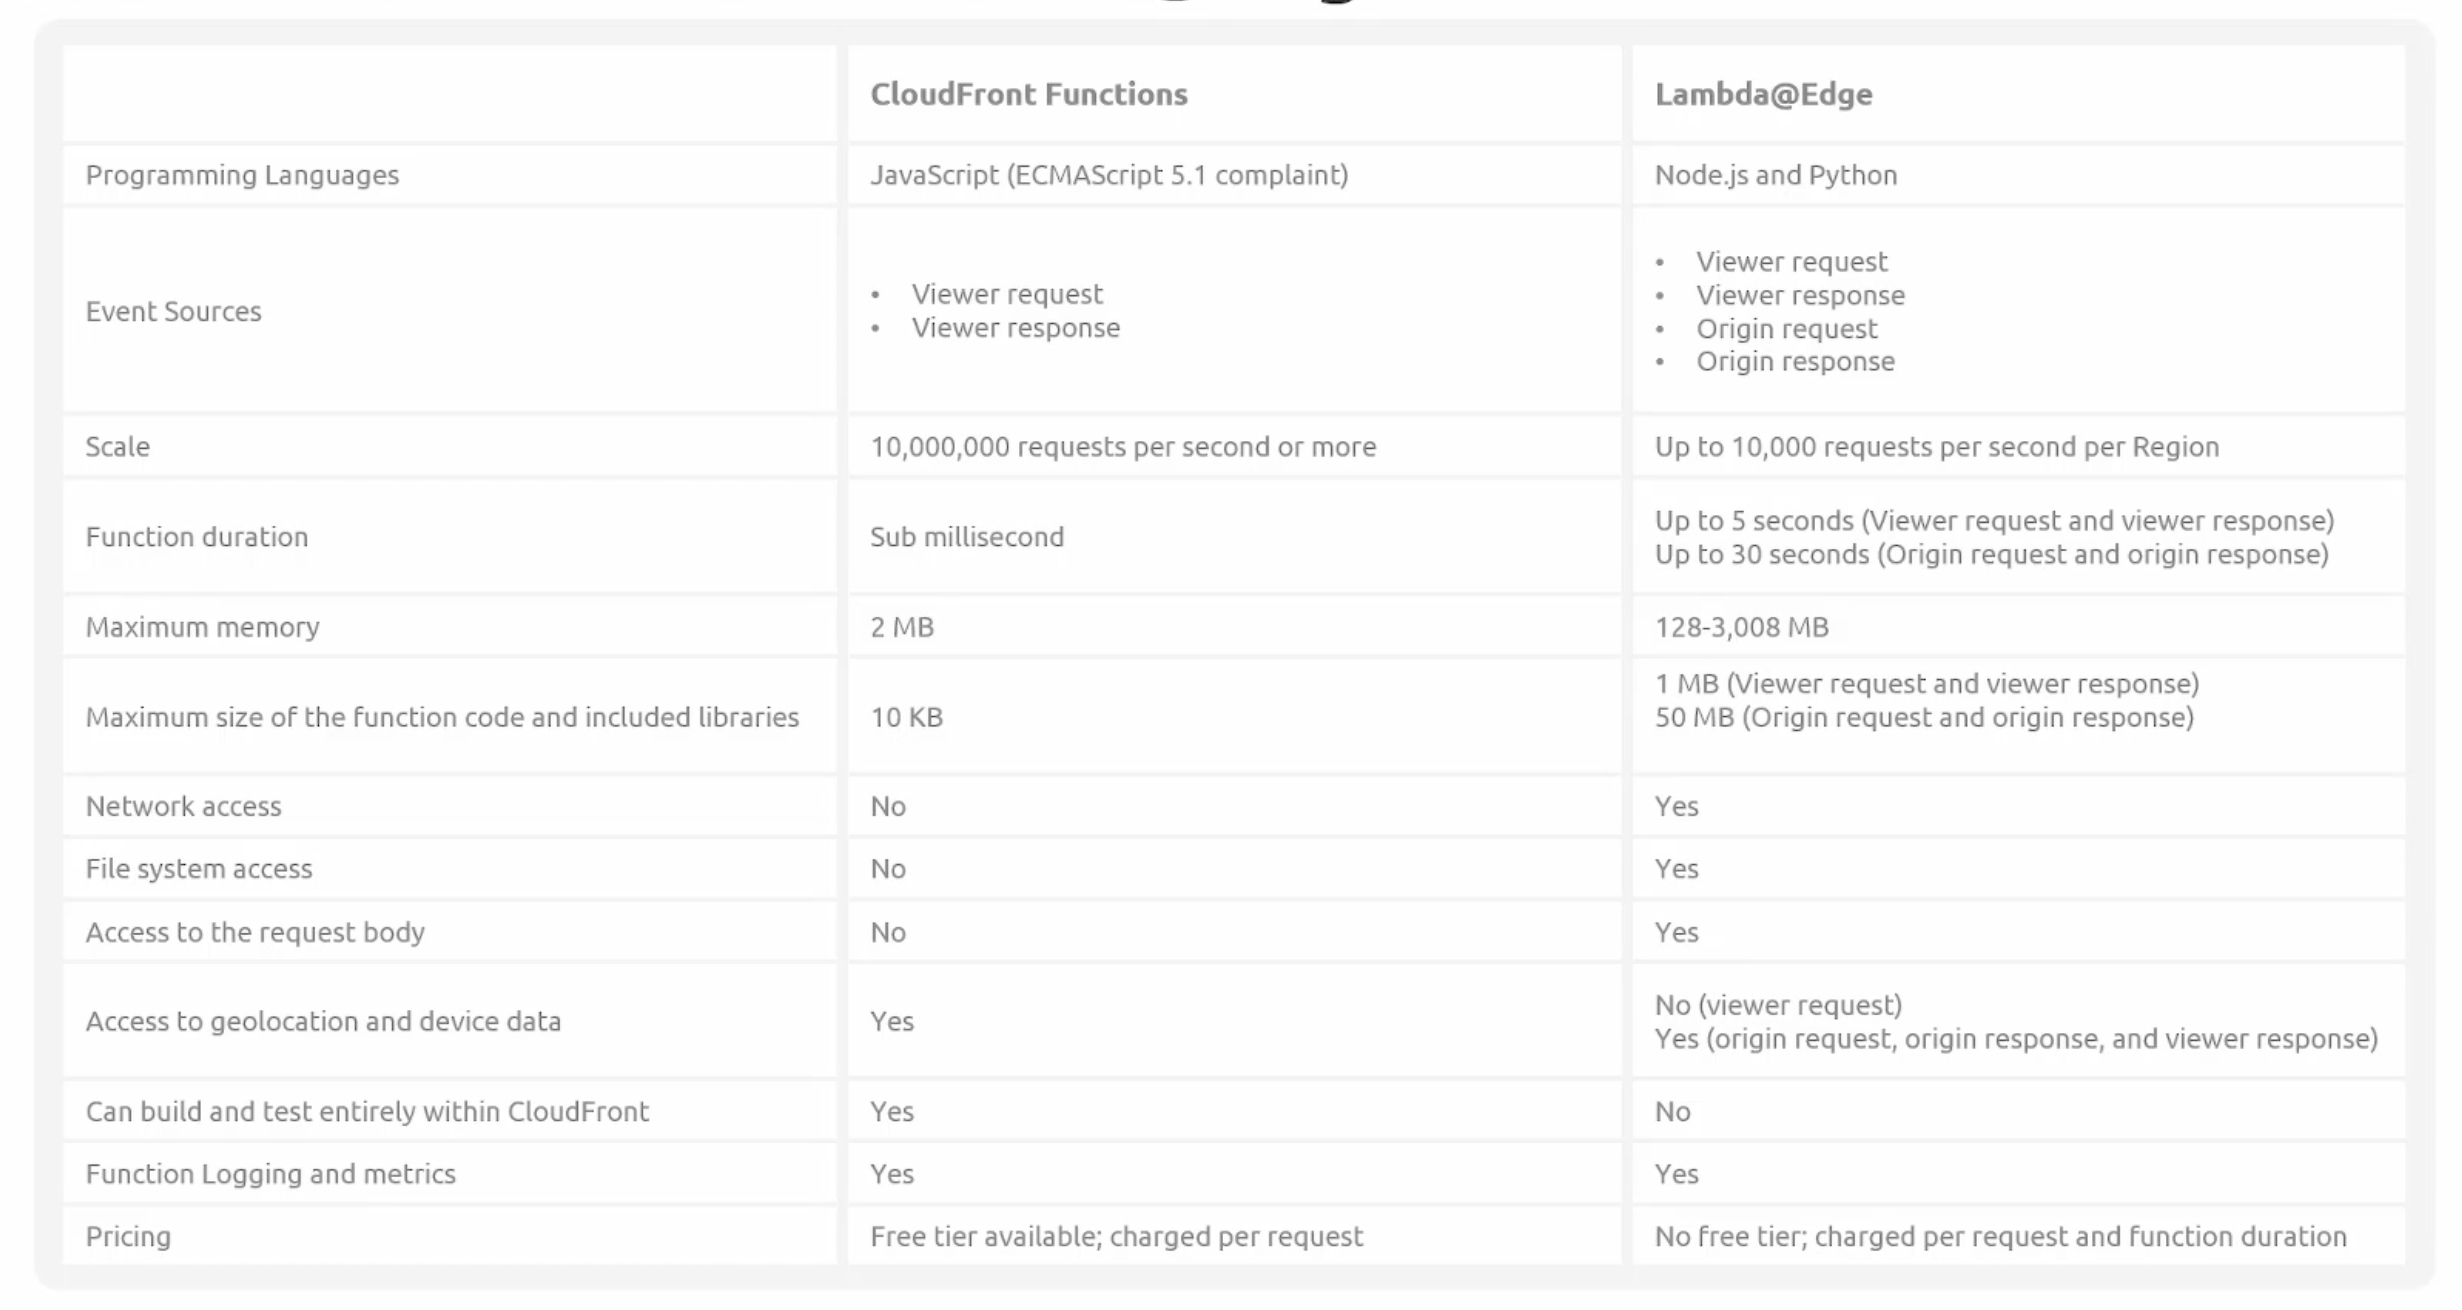 CloudFront Functions
Lambda@Edge
Programming Languages
JavaScript (ECMAScript 5.1 complaint)
Node.js and Python
Event Sources
• Viewer request
• Viewer response
• Viewer request
• Viewer response
• Origin request
• Origin response
Scale
10,000,000 requests per second or more
Up to 10,000 requests per second per Region
Function duration
Sub millisecond
Up to 5 seconds (Viewer request and viewer response)
Up to 30 seconds (Origin request and origin response)
Maximum memory
2 MB
128-3,008 MB
Maximum size of the function code and included libraries
10 KB
1 MB (Viewer request and viewer response)
50 MB (Origin request and origin response)
Network access
No
Yes
File system access
No
Yes
Access to the request body
No
Yes
Access to geolocation and device data
Yes
No (viewer request)
Yes (origin request, origin response, and viewer response)
Can build and test entirely within CloudFront
Yes
No
Function Logging and metrics
Yes
Yes
Pricing
Free tier available; charged per request
No free tier; charged per request and function duration